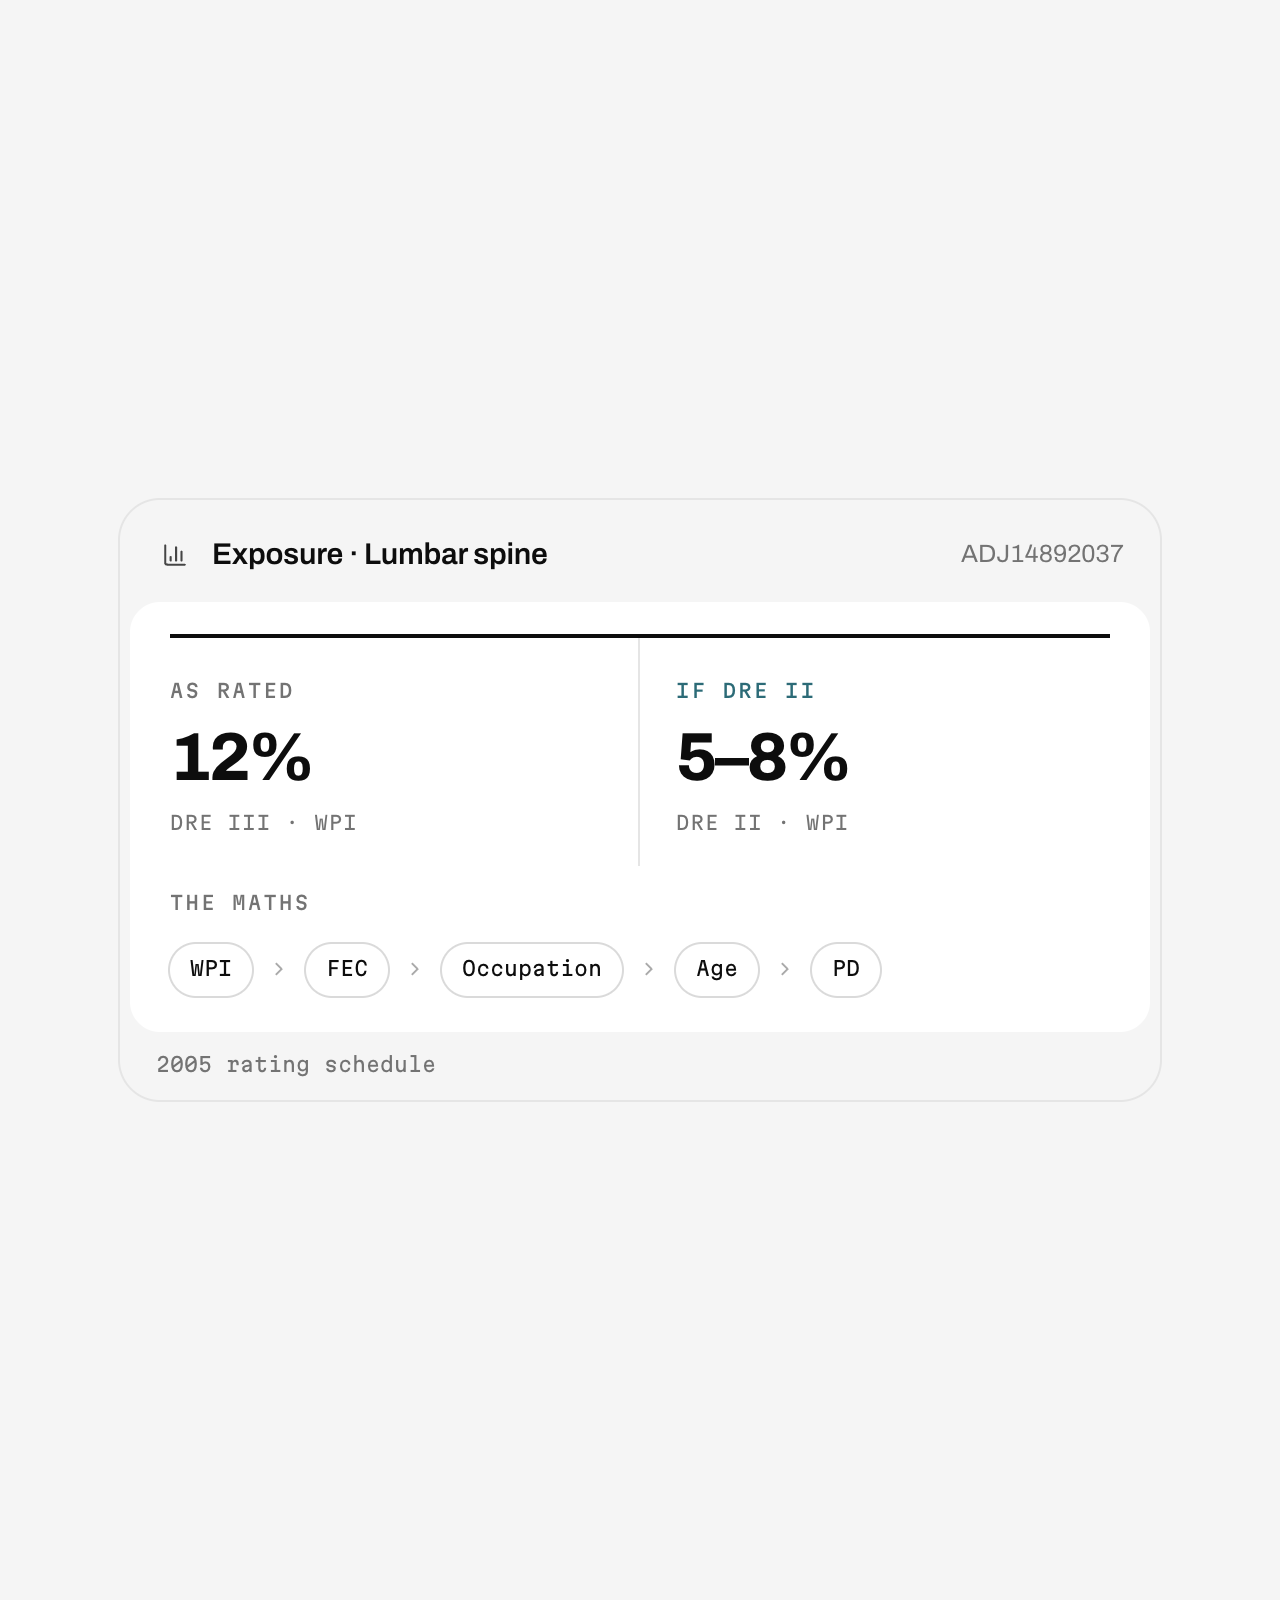 Exposure · Lumbar spine
ADJ14892037
AS RATED
12%
DRE III · WPI
IF DRE II
5–8%
DRE II · WPI
THE MATHS
WPI › FEC › Occupation › Age › PD
2005 rating schedule